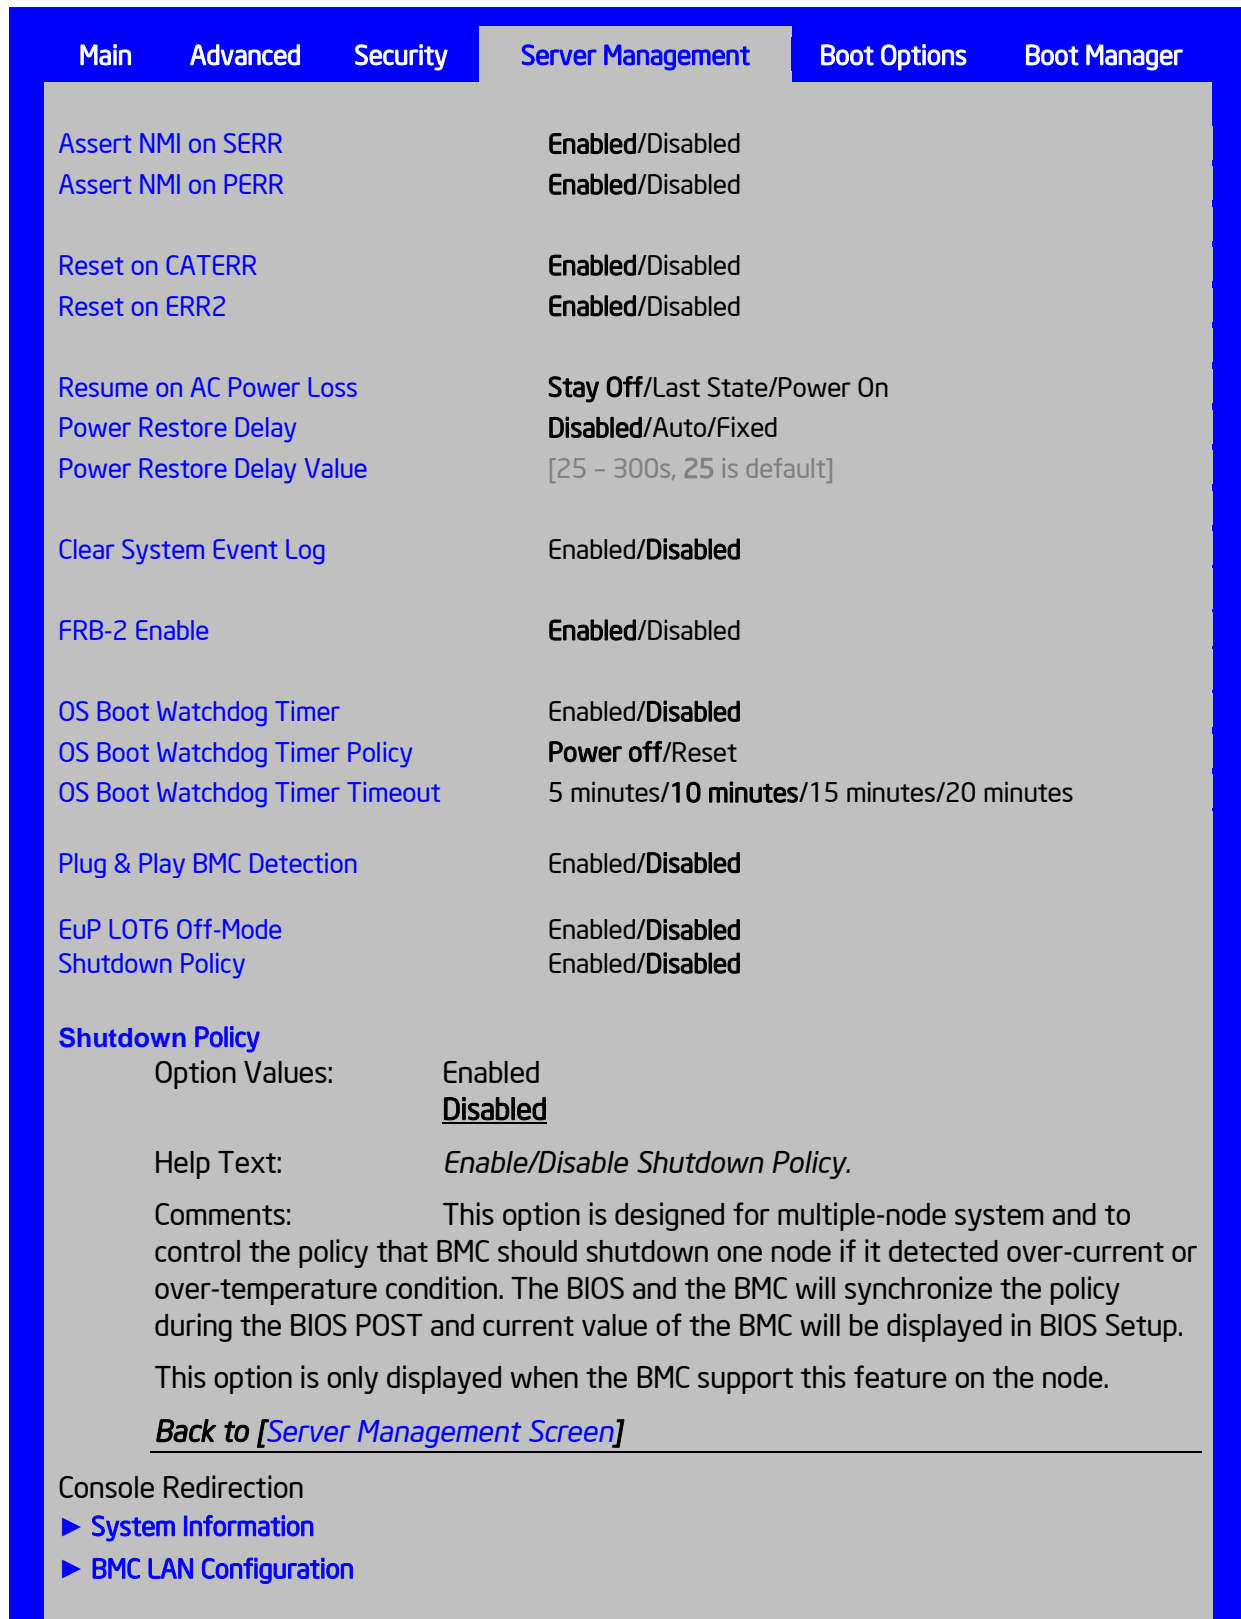 Main Advanced Security Server Management Boot Options Boot Manager
Assert NMI on SERR Enabled/Disabled
Assert NMI on PERR Enabled/Disabled
Reset on CATERR Enabled/Disabled
Reset on ERR2 Enabled/Disabled
Resume on AC Power Loss Stay Off/Last State/Power On
Power Restore Delay Disabled/Auto/Fixed
Power Restore Delay Value [25 – 300s, 25 is default]
Clear System Event Log Enabled/Disabled
FRB-2 Enable Enabled/Disabled
OS Boot Watchdog Timer Enabled/Disabled
OS Boot Watchdog Timer Policy Power off/Reset
OS Boot Watchdog Timer Timeout 5 minutes/10 minutes/15 minutes/20 minutes
Plug & Play BMC Detection Enabled/Disabled
EuP LOT6 Off-Mode Enabled/Disabled
Shutdown Policy Enabled/Disabled
Shutdown Policy
Option Values: Enabled
Disabled
Help Text: Enable/Disable Shutdown Policy.
Comments: This option is designed for multiple-node system and to
control the policy that BMC should shutdown one node if it detected over-current or
over-temperature condition. The BIOS and the BMC will synchronize the policy
during the BIOS POST and current value of the BMC will be displayed in BIOS Setup.
This option is only displayed when the BMC support this feature on the node.
Back to [Server Management Screen]
Console Redirection
► System Information
► BMC LAN Configuration